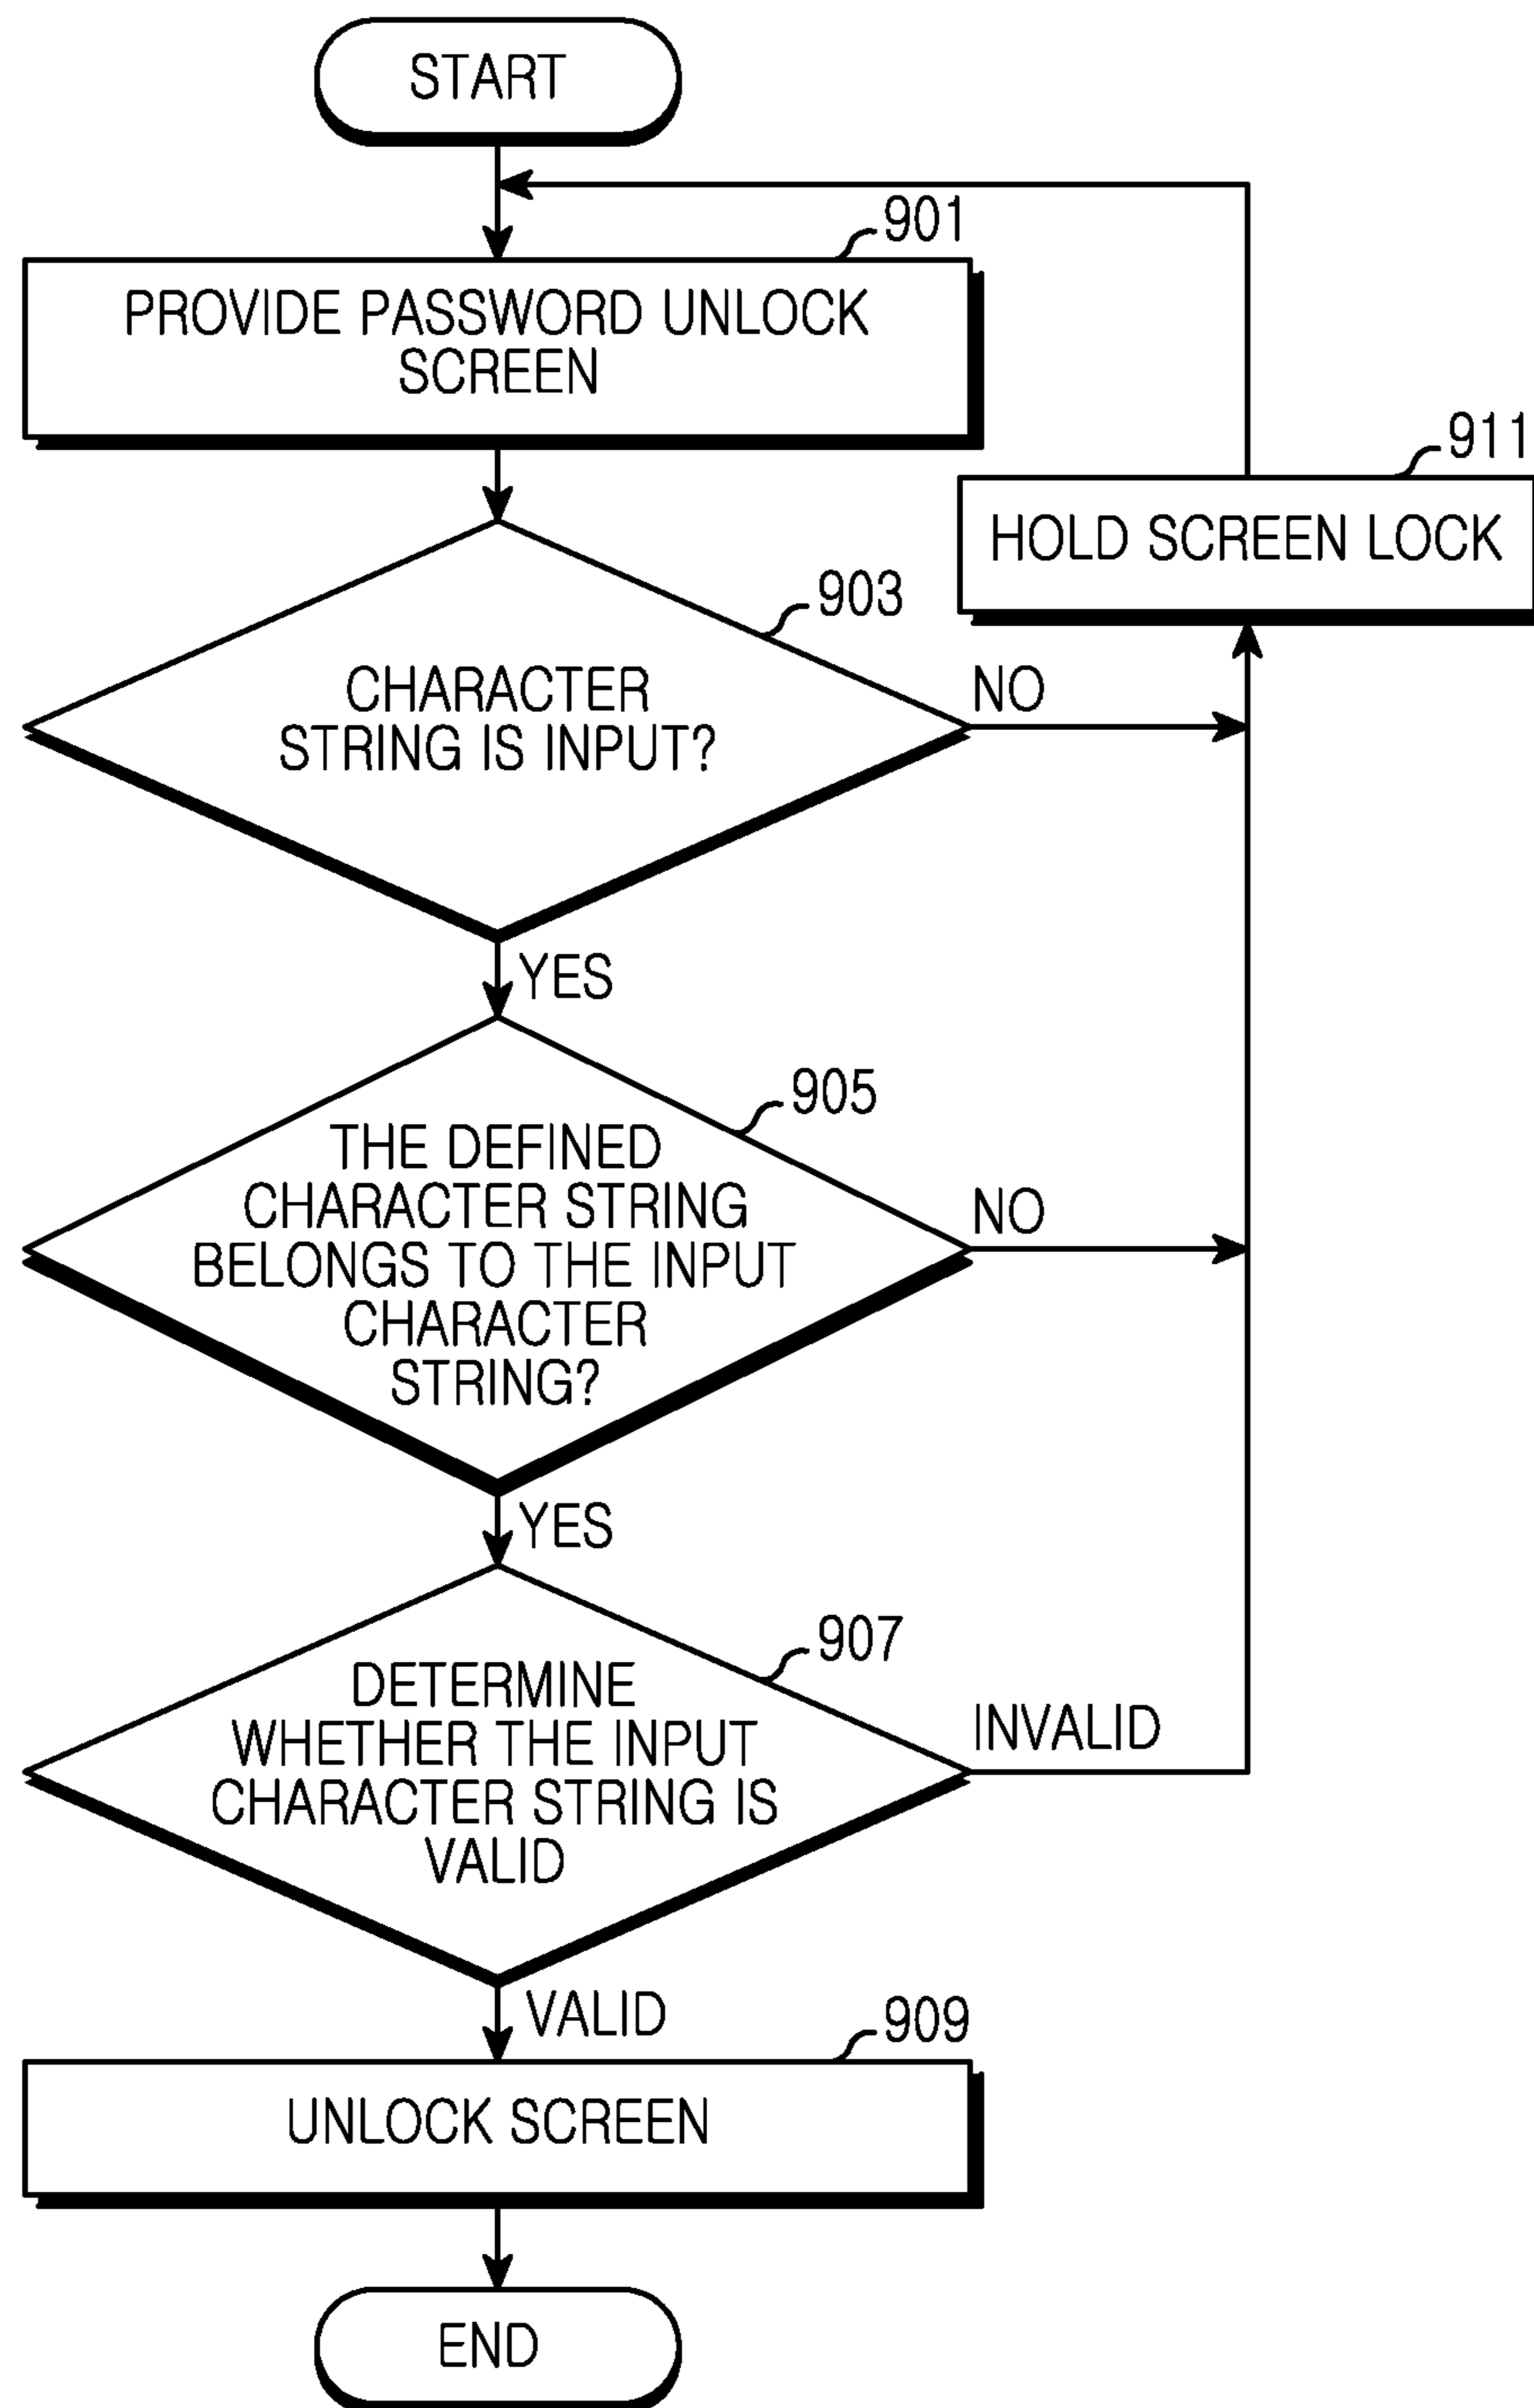 START
901
PROVIDE PASSWORD UNLOCK
SCREEN
911
HOLD SCREEN LOCK
903
CHARACTER
STRING IS INPUT?
NO
YES
905
THE DEFINED
CHARACTER STRING
BELONGS TO THE INPUT
CHARACTER
STRING?
NO
YES
907
DETERMINE
WHETHER THE INPUT
CHARACTER STRING IS
VALID
INVALID
VALID
909
UNLOCK SCREEN
END